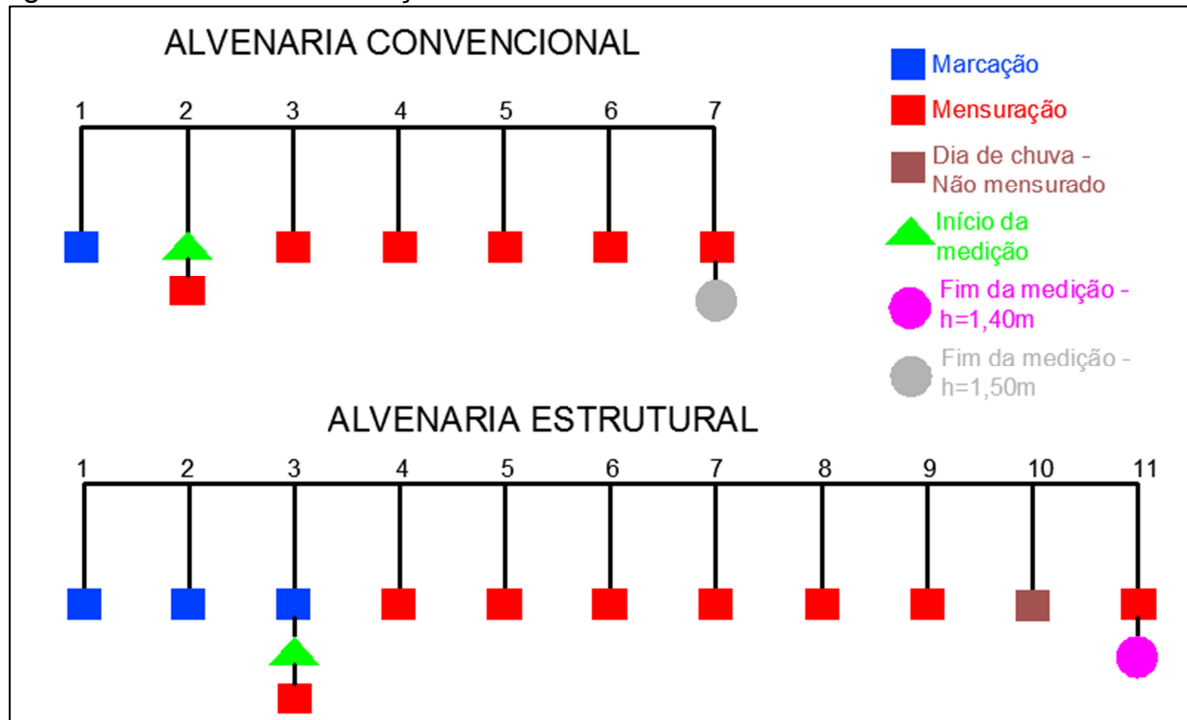 ALVENARIA CONVENCIONAL
1 2 3 4 5 6 7
Marcação
Mensuração
Dia de chuva -
Não mensurado
Início da
medição
Fim da medição -
h=1,40m
Fim da medição -
h=1,50m
ALVENARIA ESTRUTURAL
1 2 3 4 5 6 7 8 9 10 11